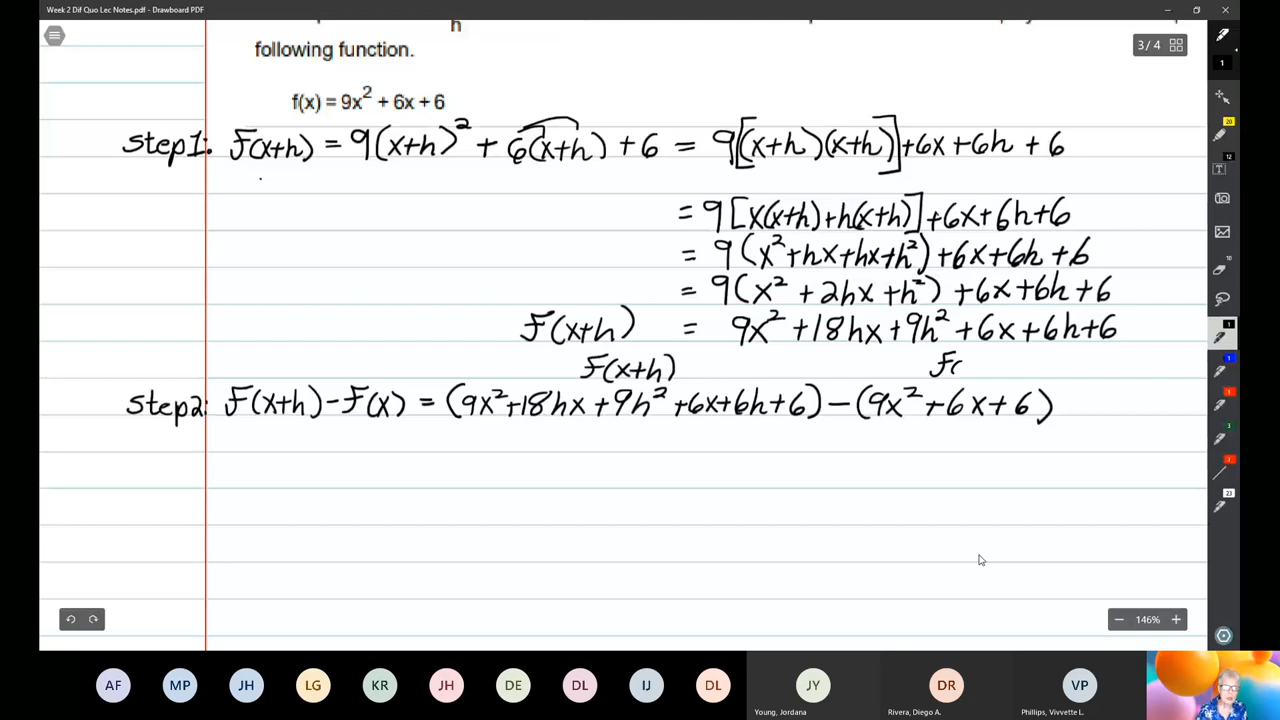 Week 2 Dif Quo Lec Notes.pdf - Drawboard PDF
h
following function.
3 / 4
f(x) = 9x² + 6x + 6
step1: F(x+h) = 9(x+h)² + 6(x+h) + 6 = 9[(x+h)(x+h)]+6x+6h + 6
= 9[x(x+h)+h(x+h)]+6x+6h+6
= 9(x²+hx+hx+h²)+6x+6h+6
= 9(x² + 2hx +h²) +6x+6h+6
F(x+h) = 9x²+18hx+9h²+6x+6h+6
F(x+h) F(
step2: F(x+h)-F(x) = (9x²+18hx+9h²+6x+6h+6)-(9x²+6x+6)
146%
AF MP JH LG KR JH DE DL IJ DL JY DR VP
Young, Jordana Rivera, Diego A. Phillips, Vivvette L.